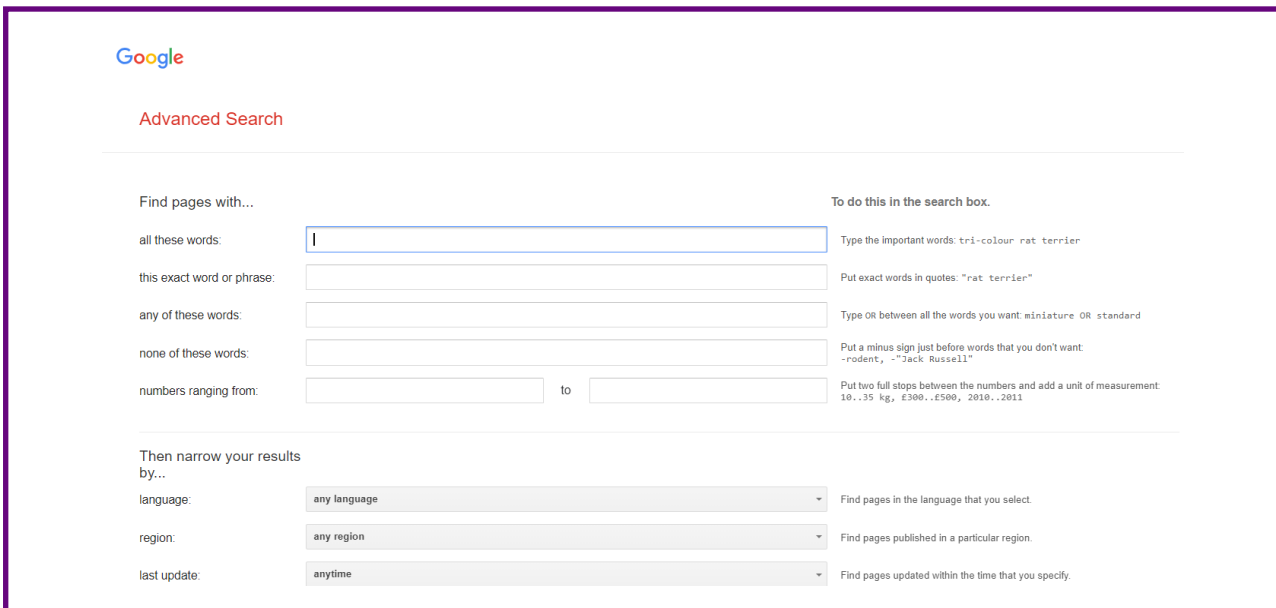 Google
Advanced Search
Find pages with...
To do this in the search box.
all these words:
Type the important words: tri-colour rat terrier
this exact word or phrase:
Put exact words in quotes: "rat terrier"
any of these words:
Type OR between all the words you want: miniature OR standard
none of these words:
Put a minus sign just before words that you don't want:
-rodent, -"Jack Russell"
numbers ranging from:
to
Put two full stops between the numbers and add a unit of measurement:
10..35 kg, £300..£500, 2010..2011
Then narrow your results
by...
language:
any language
Find pages in the language that you select.
region:
any region
Find pages published in a particular region.
last update:
anytime
Find pages updated within the time that you specify.